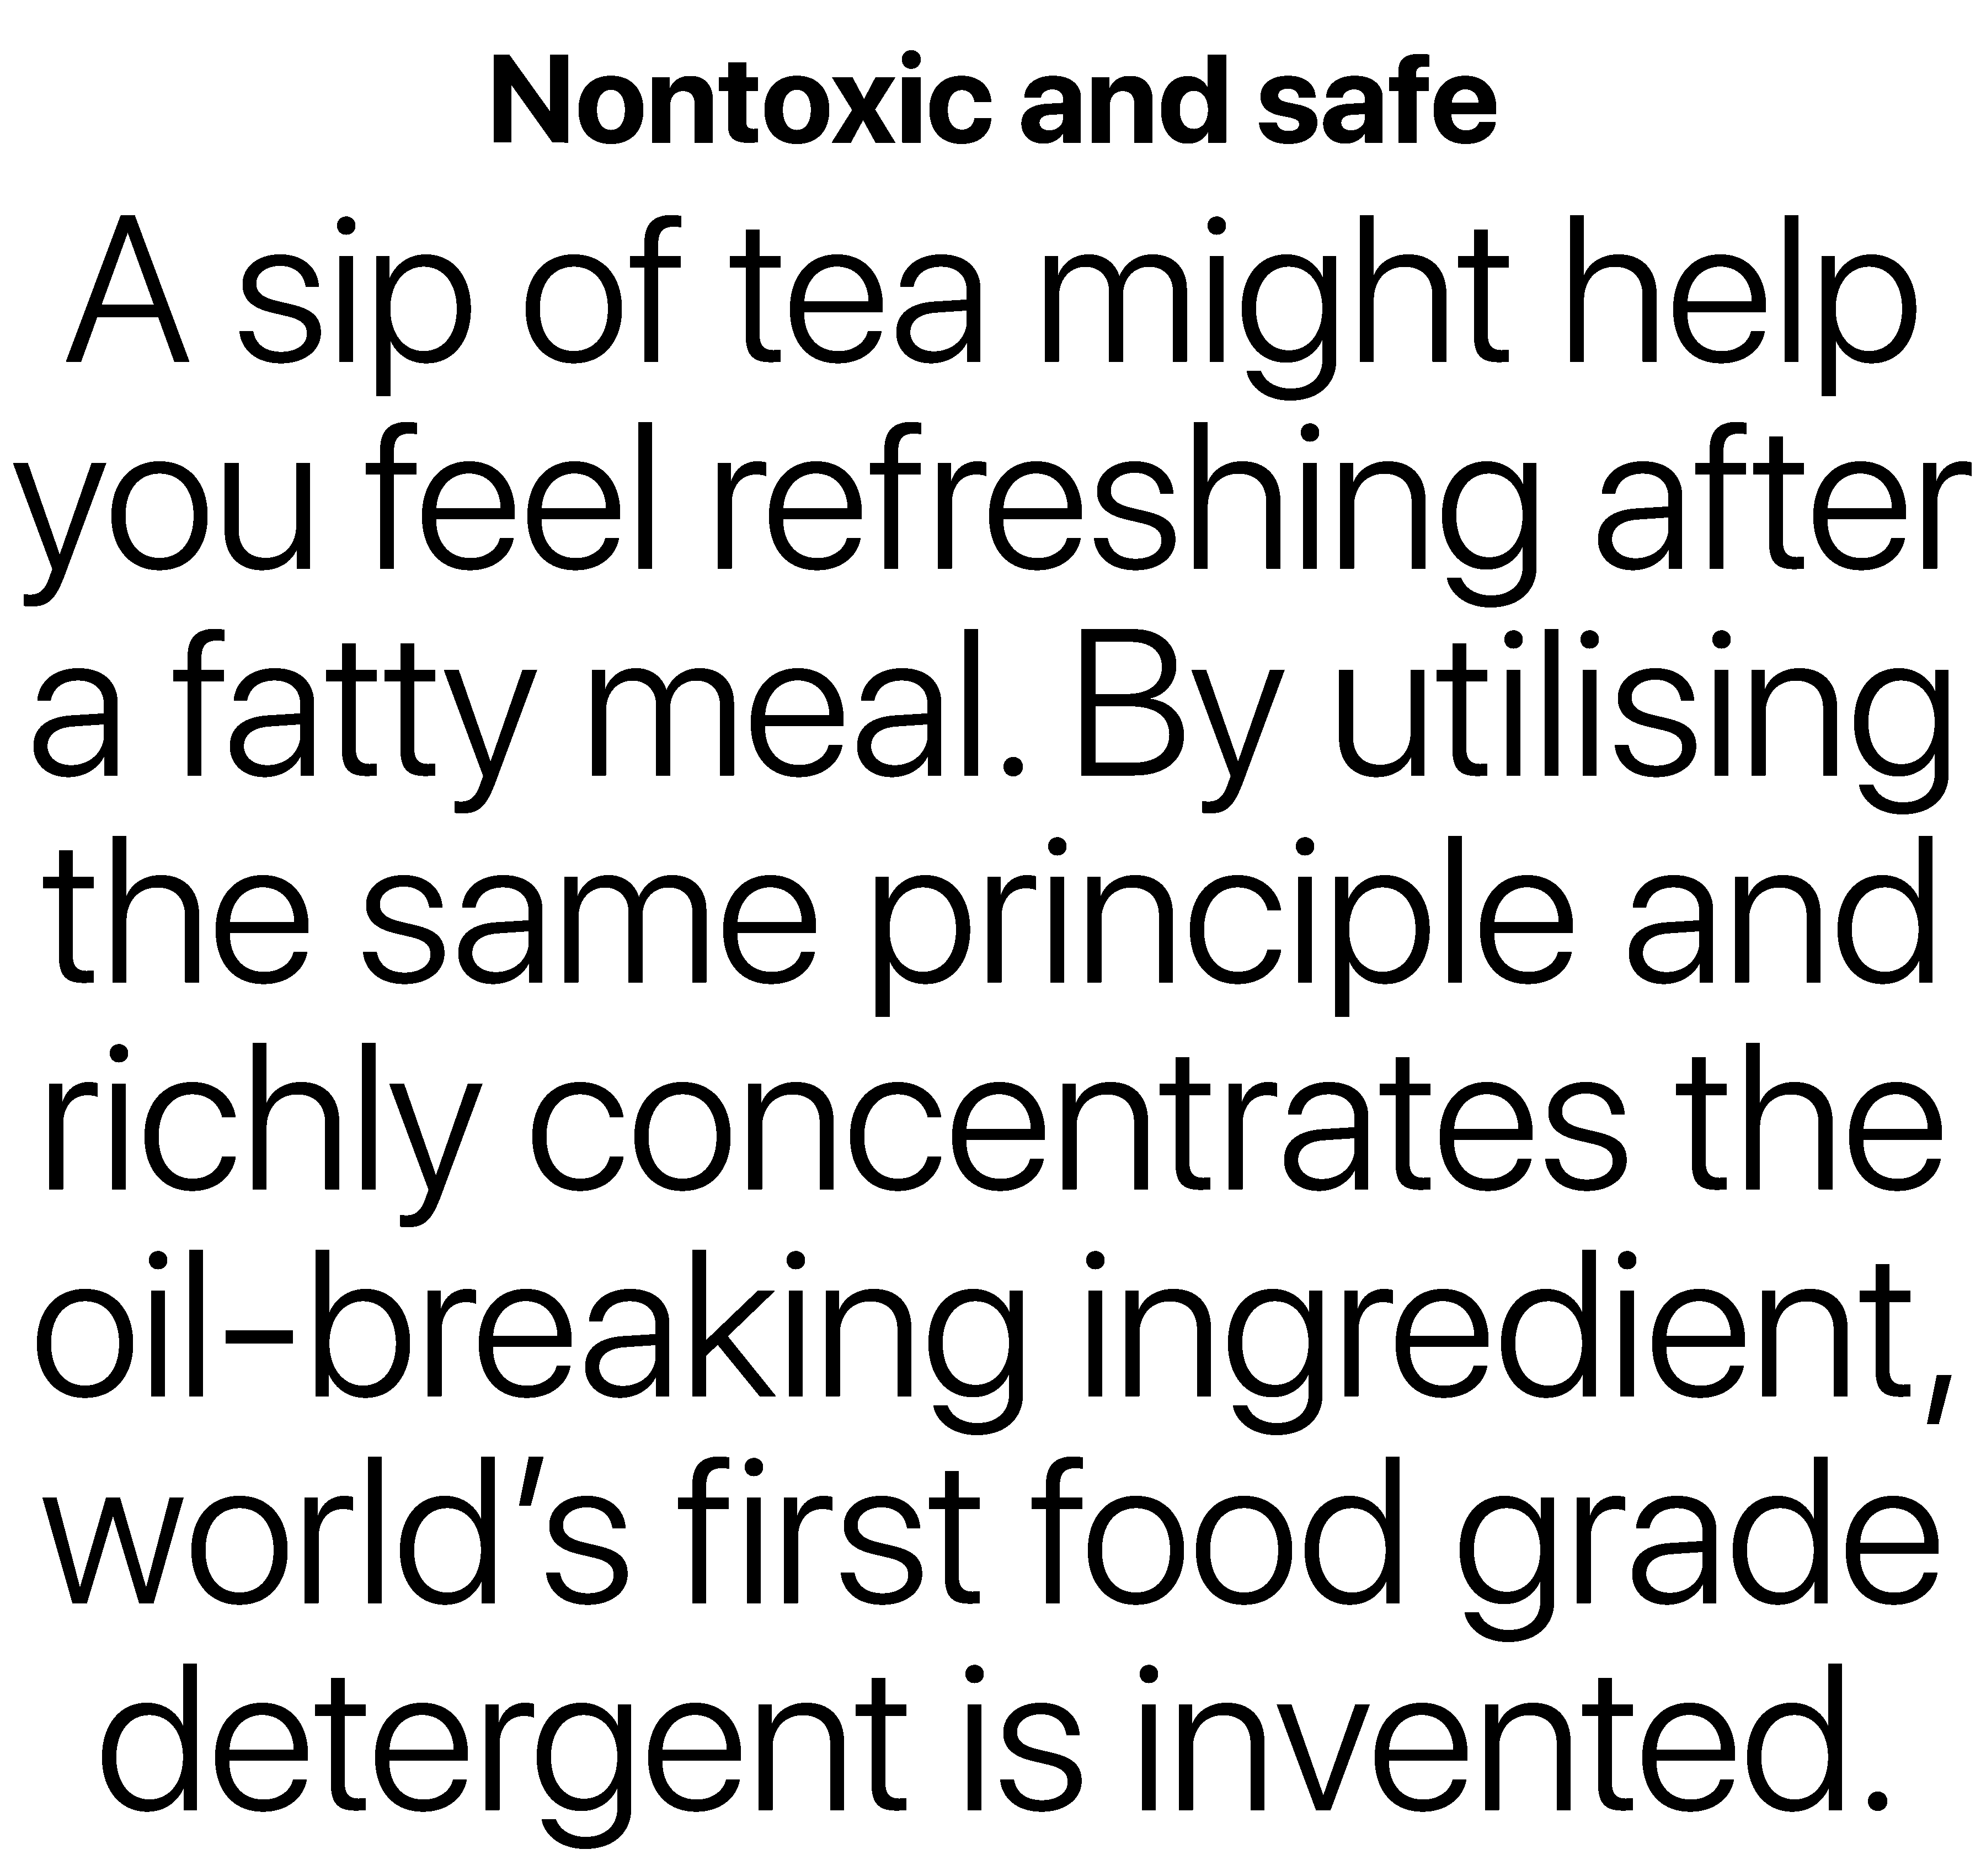 Nontoxic and safe
A sip of tea might help
you feel refreshing after
a fatty meal. By utilising
the same principle and
richly concentrates the
oil-breaking ingredient,
world’s first food grade
detergent is invented.